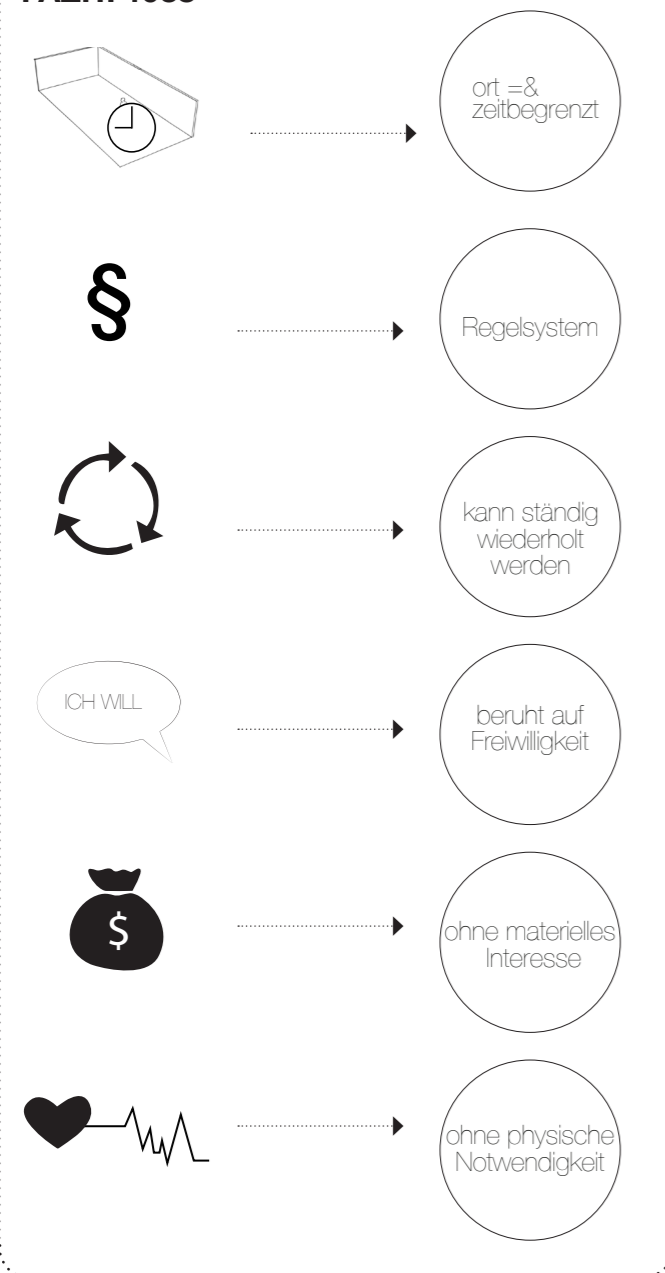 ort =&
zeitbegrenzt
§
Regelsystem
kann ständig
wiederholt
werden
ICH WILL
beruht auf
Freiwilligkeit
$
ohne materielles
Interesse
ohne physische
Notwendigkeit